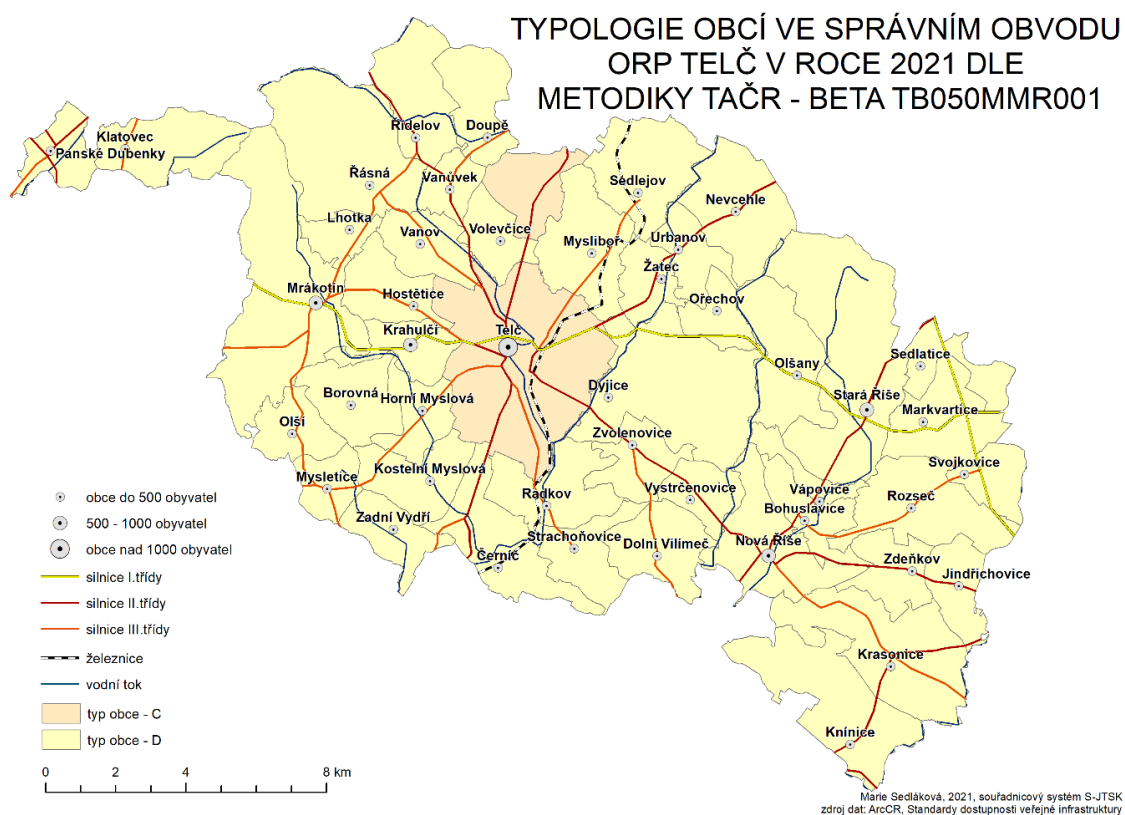 TYPOLOGIE OBCÍ VE SPRÁVNÍM OBVODU
ORP TELČ V ROCE 2021 DLE
METODIKY TAČR - BETA TB050MMR001
Klatovec
Panské Dubenky
Řídelov
Doupě
Řásná
Vanůvek
Sedlejov
Nevcehle
Lhotka
Vanov
Volevčice
Mysliboř
Urbanov
Žatec
Mrákotín
Hostětice
Ořechov
Krahulčí
Telč
Olšany
Sedlatice
Borovná
Horní Myslová
Dyjice
Stará Říše
Markvartice
Olší
Zvolenovice
Kostelní Myslová
Svojkovice
Mysletice
Radkov
Vystrčenovice
Vápovice
Rozseč
Bohuslavice
Zadní Vydří
Strachoňovice
Dolní Vilímeč
Nová Říše
Černíč
Zdeňkov
Jindřichovice
Krasonice
Knínice
obce do 500 obyvatel
500 - 1000 obyvatel
obce nad 1000 obyvatel
silnice I.třídy
silnice II.třídy
silnice III.třídy
železnice
vodní tok
typ obce - C
typ obce - D
0 2 4 8 km
Marie Sedláková, 2021, souřadnicový systém S-JTSK
zdroj dat: ArcCR, Standardy dostupnosti veřejné infrastruktury